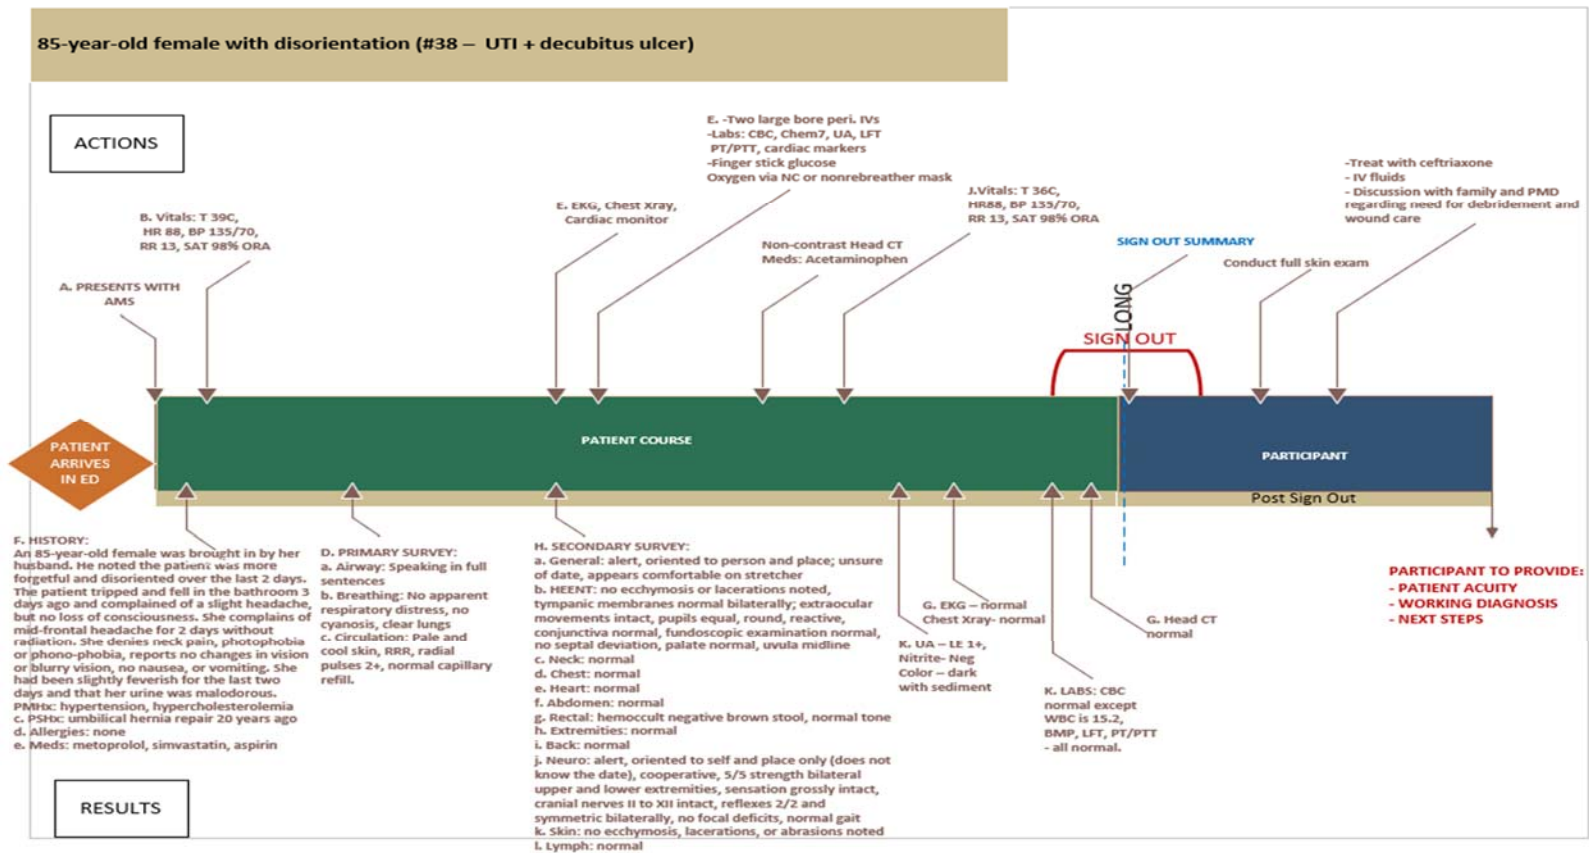 85-year-old female with disorientation (#38 – UTI + decubitus ulcer)
ACTIONS
A. PRESENTS WITH
AMS
B. Vitals: T 39C,
HR 88, BP 135/70,
RR 13, SAT 98% ORA
E. EKG, Chest Xray,
Cardiac monitor
E. -Two large bore peri. IVs
-Labs: CBC, Chem7, UA, LFT
PT/PTT, cardiac markers
-Finger stick glucose
Oxygen via NC or nonrebreather mask
Non-contrast Head CT
Meds: Acetaminophen
J.Vitals: T 36C,
HR88, BP 135/70,
RR 13, SAT 98% ORA
SIGN OUT SUMMARY
LONG
SIGN OUT
Conduct full skin exam
-Treat with ceftriaxone
- IV fluids
- Discussion with family and PMD
regarding need for debridement and
wound care
PATIENT
ARRIVES
IN ED
PATIENT COURSE
PARTICIPANT
Post Sign Out
F. HISTORY:
An 85-year-old female was brought in by her
husband. He noted the patient was more
forgetful and disoriented over the last 2 days.
The patient tripped and fell in the bathroom 3
days ago and complained of a slight headache,
but no loss of consciousness. She complains of
mid-frontal headache for 2 days without
radiation. She denies neck pain, photophobia
or phono-phobia, reports no changes in vision
or blurry vision, no nausea, or vomiting. She
had been slightly feverish for the last two
days and that her urine was malodorous.
PMHx: hypertension, hypercholesterolemia
c. PSHx: umbilical hernia repair 20 years ago
d. Allergies: none
e. Meds: metoprolol, simvastatin, aspirin
D. PRIMARY SURVEY:
a. Airway: Speaking in full
sentences
b. Breathing: No apparent
respiratory distress, no
cyanosis, clear lungs
c. Circulation: Pale and
cool skin, RRR, radial
pulses 2+, normal capillary
refill.
H. SECONDARY SURVEY:
a. General: alert, oriented to person and place; unsure
of date, appears comfortable on stretcher
b. HEENT: no ecchymosis or lacerations noted,
tympanic membranes normal bilaterally; extraocular
movements intact, pupils equal, round, reactive,
conjunctiva normal, fundoscopic examination normal,
no septal deviation, palate normal, uvula midline
c. Neck: normal
d. Chest: normal
e. Heart: normal
f. Abdomen: normal
g. Rectal: hemoccult negative brown stool, normal tone
h. Extremities: normal
i. Back: normal
j. Neuro: alert, oriented to self and place only (does not
know the date), cooperative, 5/5 strength bilateral
upper and lower extremities, sensation grossly intact,
cranial nerves II to XII intact, reflexes 2/2 and
symmetric bilaterally, no focal deficits, normal gait
k. Skin: no ecchymosis, lacerations, or abrasions noted
l. Lymph: normal
K. UA – LE 1+,
Nitrite- Neg
Color – dark
with sediment
G. EKG – normal
Chest Xray- normal
K. LABS: CBC
normal except
WBC is 15.2,
BMP, LFT, PT/PTT
- all normal.
G. Head CT
normal
PARTICIPANT TO PROVIDE:
- PATIENT ACUITY
- WORKING DIAGNOSIS
- NEXT STEPS
RESULTS